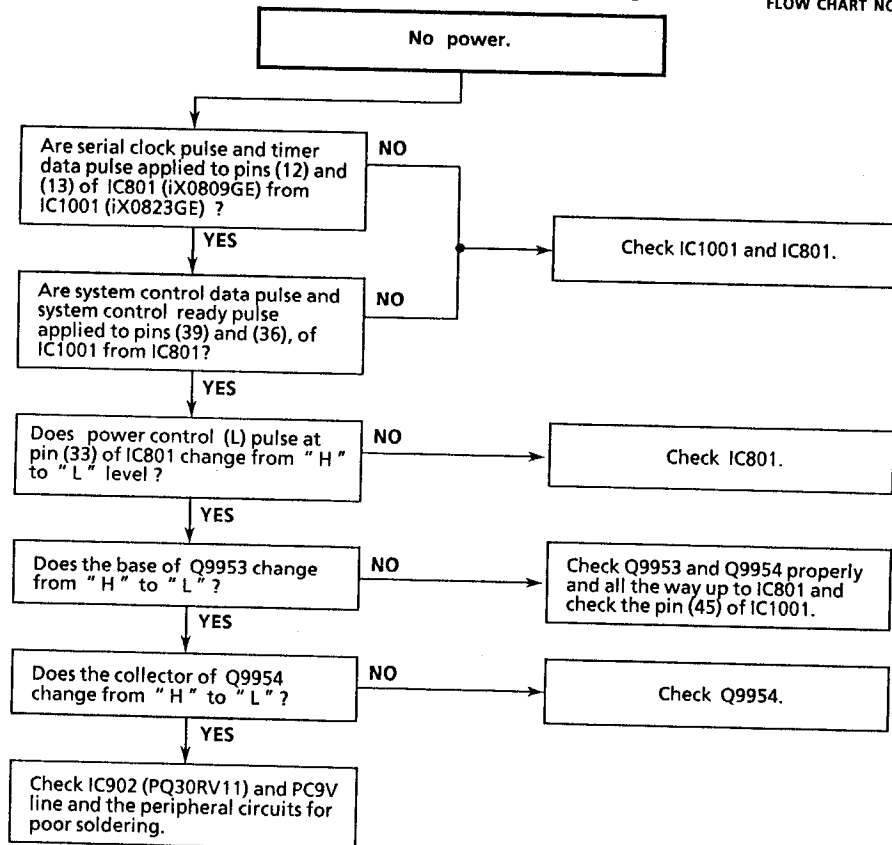 FLOW CHART NO
No power.
Are serial clock pulse and timer
data pulse applied to pins (12) and
(13) of IC801 (iX0809GE) from
IC1001 (iX0823GE) ?
NO
YES
Check IC1001 and IC801.
Are system control data pulse and
system control ready pulse
applied to pins (39) and (36), of
IC1001 from IC801?
NO
YES
Does power control (L) pulse at
pin (33) of IC801 change from " H "
to " L " level ?
NO
Check IC801.
YES
Does the base of Q9953 change
from " H " to " L " ?
NO
Check Q9953 and Q9954 properly
and all the way up to IC801 and
check the pin (45) of IC1001.
YES
Does the collector of Q9954
change from " H " to " L " ?
NO
Check Q9954.
YES
Check IC902 (PQ30RV11) and PC9V
line and the peripheral circuits for
poor soldering.